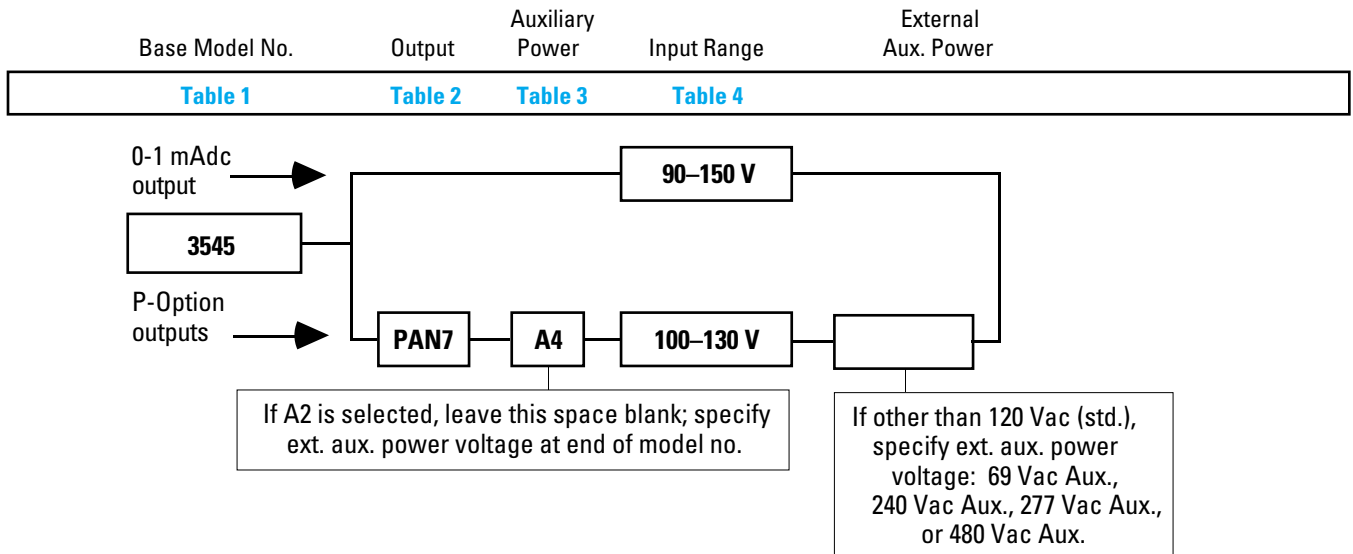 Base Model No.
Output
Auxiliary
Power
Input Range
External
Aux. Power
Table 1
Table 2
Table 3
Table 4
0-1 mAdc
output
90–150 V
3545
P-Option
outputs
PAN7
A4
100–130 V
If A2 is selected, leave this space blank; specify
ext. aux. power voltage at end of model no.
If other than 120 Vac (std.),
specify ext. aux. power
voltage: 69 Vac Aux.,
240 Vac Aux., 277 Vac Aux.,
or 480 Vac Aux.